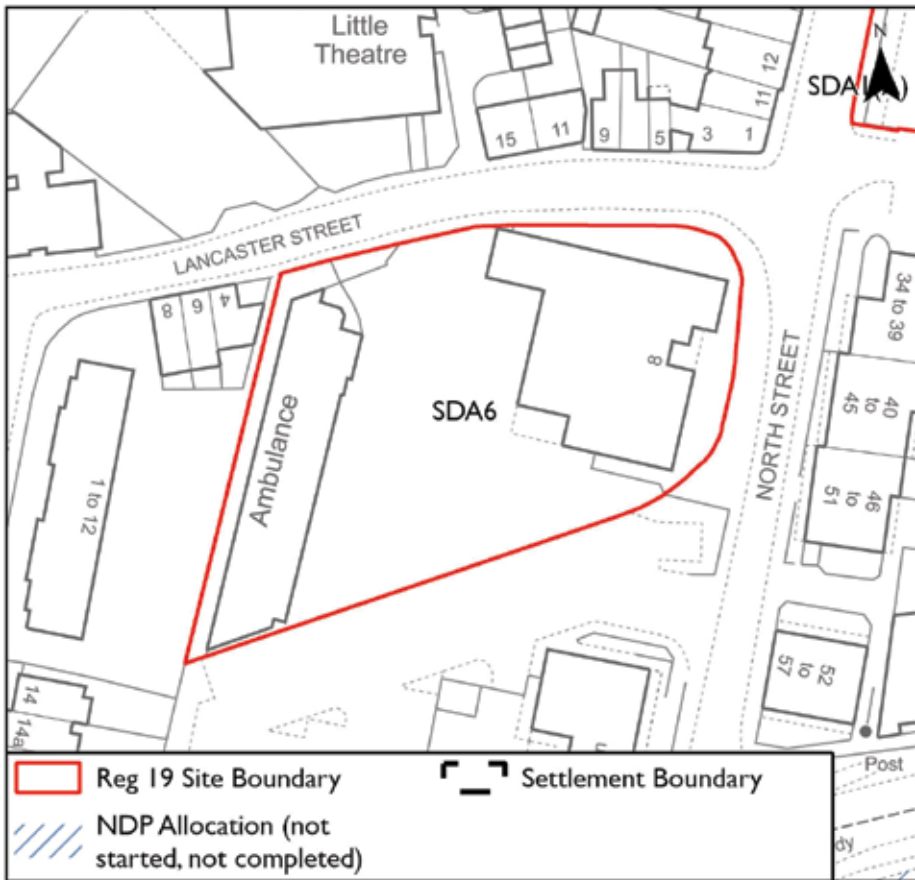 Little
Theatre
12
11
N
15
11
9
5
3
1
LANCASTER STREET
8
6
4
34 to 39
8
SDA6
40
to
45
NORTH STREET
Ambulance
1 to 12
46
to
51
52
to
57
14
14a
Post
Reg 19 Site Boundary
Settlement Boundary
NDP Allocation (not
started, not completed)